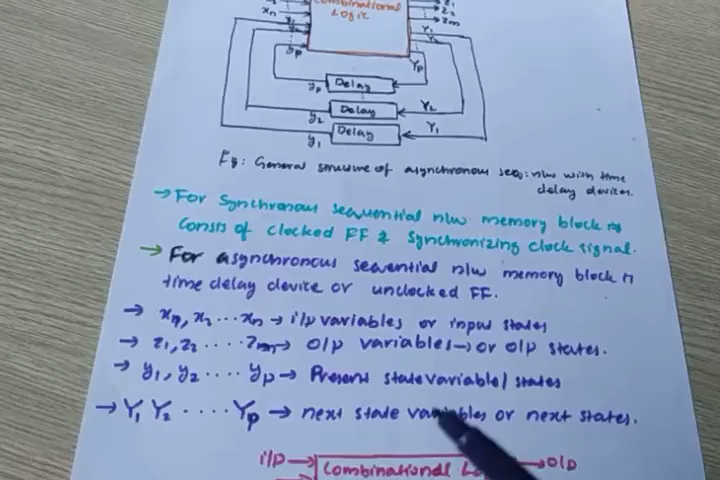 Combinational
Logic
xn
y1
yp
Z2
Zm
Y1
Y2
Yp
Delay
yp
Delay
Y2
y2
Delay
Y1
y1
Fig: General structure of asynchronous seq: n/w with time
delay devices.
→ For Synchronous sequential n/w memory block is
consis of clocked FF & Synchronizing clock signal.
→ For asynchronous sequential n/w memory block is
time delay device or unclocked FF.
→ x1, x2 ... xn → i/p variables or input states
→ z1, z2 .... zm → o/p variables → or o/p states.
→ y1, y2 .... yp → Present state variable/states
→ Y1 Y2 .... Yp → next state variables or next states.
i/p → Combinational → o/p